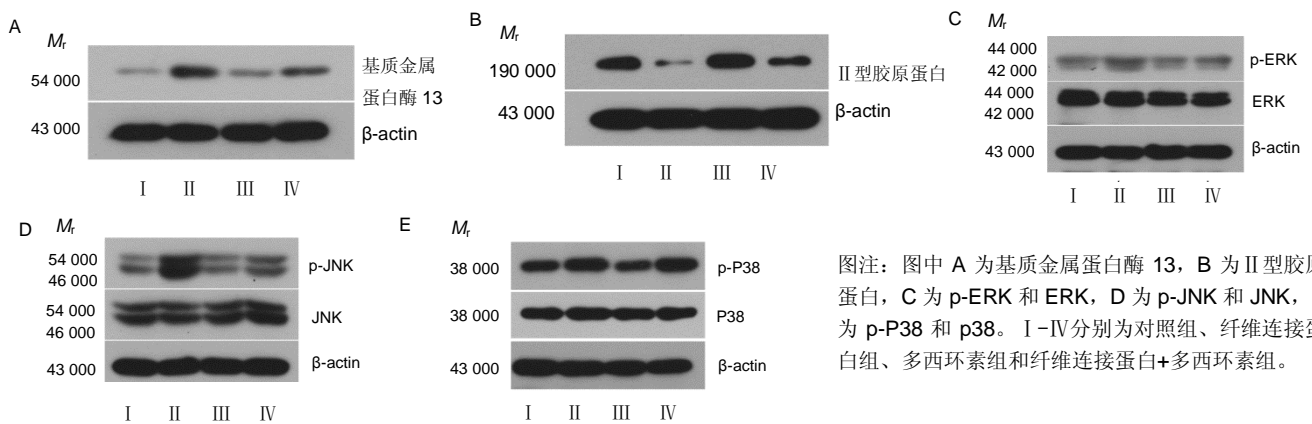 A
Mr
54 000
基质金属
蛋白酶 13
43 000
β-actin
I II III IV
B
Mr
190 000
II型胶原蛋白
43 000
β-actin
I II III IV
C
Mr
44 000
42 000
p-ERK
44 000
42 000
ERK
43 000
β-actin
I II III IV
D
Mr
54 000
46 000
p-JNK
54 000
46 000
JNK
43 000
β-actin
I II III IV
E
Mr
38 000
p-P38
38 000
P38
43 000
β-actin
I II III IV
图注：图中 A 为基质金属蛋白酶 13，B 为II型胶原
蛋白，C 为 p-ERK 和 ERK，D 为 p-JNK 和 JNK，
为 p-P38 和 p38。I-IV分别为对照组、纤维连接蛋
白组、多西环素组和纤维连接蛋白+多西环素组。